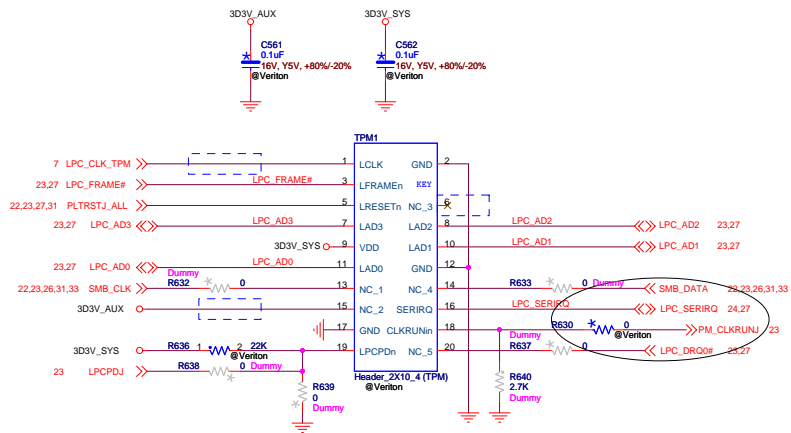 3D3V_AUX 3D3V_SYS
C561 C562
0.1uF 0.1uF
16V, Y5V, +80%/-20% 16V, Y5V, +80%/-20%
@Veriton @Veriton
TPM1
7 LPC_CLK_TPM 1 LCLK GND 2
23,27 LPC_FRAME# LPC_FRAME# 3 LFRAMEn KEY
22,23,27,31 PLTRSTJ_ALL 5 LRESETn NC_3 6
23,27 LPC_AD3 LPC_AD3 7 LAD3 LAD2 8 LPC_AD2 LPC_AD2 23,27
3D3V_SYS 9 VDD LAD1 10 LPC_AD1 LPC_AD1 23,27
23,27 LPC_AD0 LPC_AD0 11 LAD0 GND 12
Dummy
22,23,26,31,33 SMB_CLK R632 0 13 NC_1 NC_4 14 R633 0 Dummy SMB_DATA 22,23,26,31,33
3D3V_AUX 15 NC_2 SERIRQ 16 LPC_SERIRQ LPC_SERIRQ 24,27
17 GND CLKRUNn 18 Dummy R630 0 @Veriton PM_CLKRUNJ 23
3D3V_SYS R636 1 2 22K @Veriton 19 LPCPDn NC_5 20 R637 0 LPC_DRQ0# 23,27
23 LPCPDJ R638 0 Dummy
Header_2X10_4 (TPM)
@Veriton
R639
0
Dummy
R640
2.7K
Dummy